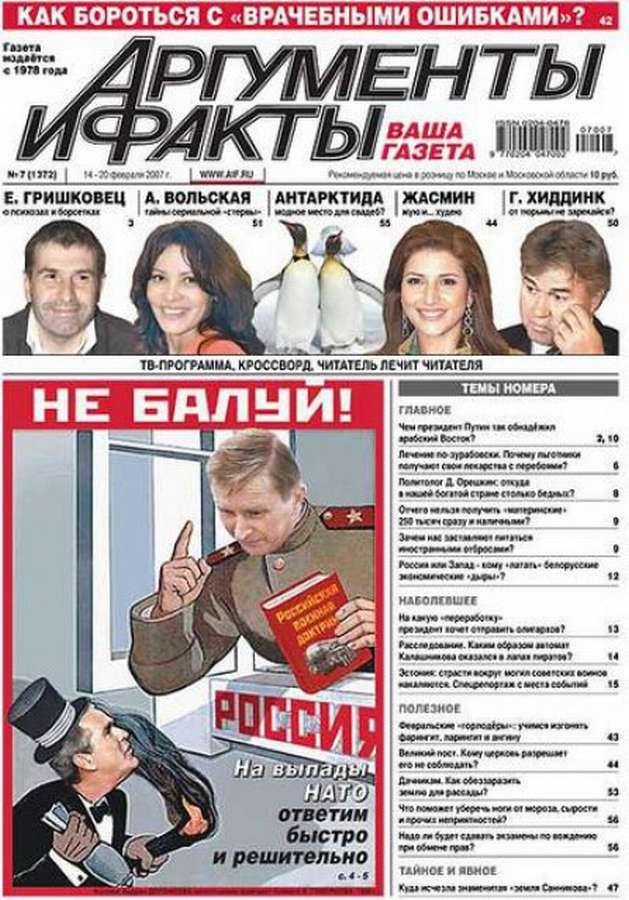 КАК БОРОТЬСЯ С «ВРАЧЕБНЫМИ ОШИБКАМИ»? 42
Газета
издаётся
с 1978 года
АРГУМЕНТЫ
И ФАКТЫ
ВАША
ГАЗЕТА
ISSN 0204-0476
07007
9 770204 047002
№ 7 (1372)
14 - 20 февраля 2007 г.
WWW.AIF.RU
Рекомендуемая цена в розницу по Москве и Московской области 10 руб.
Е. ГРИШКОВЕЦ
о психозах и борсетках
3
А. ВОЛЬСКАЯ
тайны сериальной «стервы»
51
АНТАРКТИДА
модное место для свадеб?
55
ЖАСМИН
жую и... худею
44
Г. ХИДДИНК
от тюрьмы не зарекайся?
50
ТВ-ПРОГРАММА, КРОССВОРД, ЧИТАТЕЛЬ ЛЕЧИТ ЧИТАТЕЛЯ
НЕ БАЛУЙ!
Российская
военная
доктрина
РОССИЯ
На выпады
НАТО
ответим
быстро
и решительно
с. 4 - 5
ТЕМЫ НОМЕРА
ГЛАВНОЕ
Чем президент Путин так обнадёжил
арабский Восток? 2, 10
Лечение по-зурабовски. Почему льготники
получают свои лекарства с перебоями? 6
Политолог Д. Орешкин: откуда
в нашей богатой стране столько бедных? 8
Отчего нельзя получить «материнские»
250 тысяч сразу и наличными? 9
Зачем нас заставляют питаться
иностранными отбросами? 9
Россия или Запад - кому «латать» белорусские
экономические «дыры»? 12
НАБОЛЕВШЕЕ
На какую «переработку»
президент хочет отправить олигархов? 13
Расследование. Каким образом автомат
Калашникова оказался в лапах пиратов? 14
Эстония: страсти вокруг могил советских воинов
накаляются. Спецрепортаж с места событий 15
ПОЛЕЗНОЕ
Февральские «горлодёры»: учимся изгонять
фарингит, ларингит и ангину 43
Великий пост. Кому церковь разрешает
его не соблюдать? 44
Дачникам. Как обеззаразить
землю для рассады? 53
Что поможет уберечь ноги от мороза, сырости
и прочих неприятностей? 56
Надо ли будет сдавать экзамены по вождению
при обмене прав? 56
ТАЙНОЕ И ЯВНОЕ
Куда исчезла знаменитая «земля Санникова»? 47